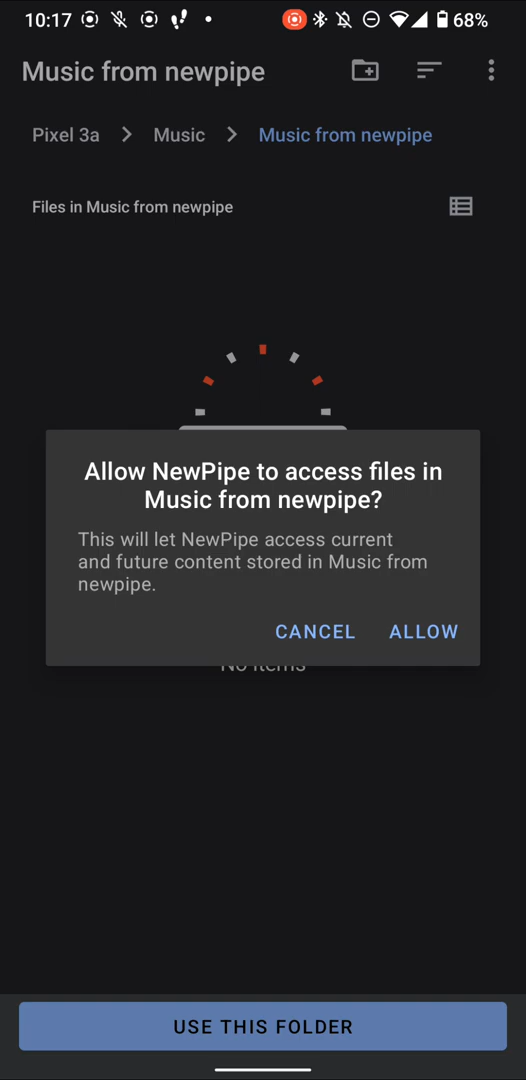 10:17 68%
Music from newpipe
Pixel 3a Music Music from newpipe
Files in Music from newpipe
Allow NewPipe to access files in
Music from newpipe?
This will let NewPipe access current
and future content stored in Music from
newpipe.
CANCEL ALLOW
No items
USE THIS FOLDER